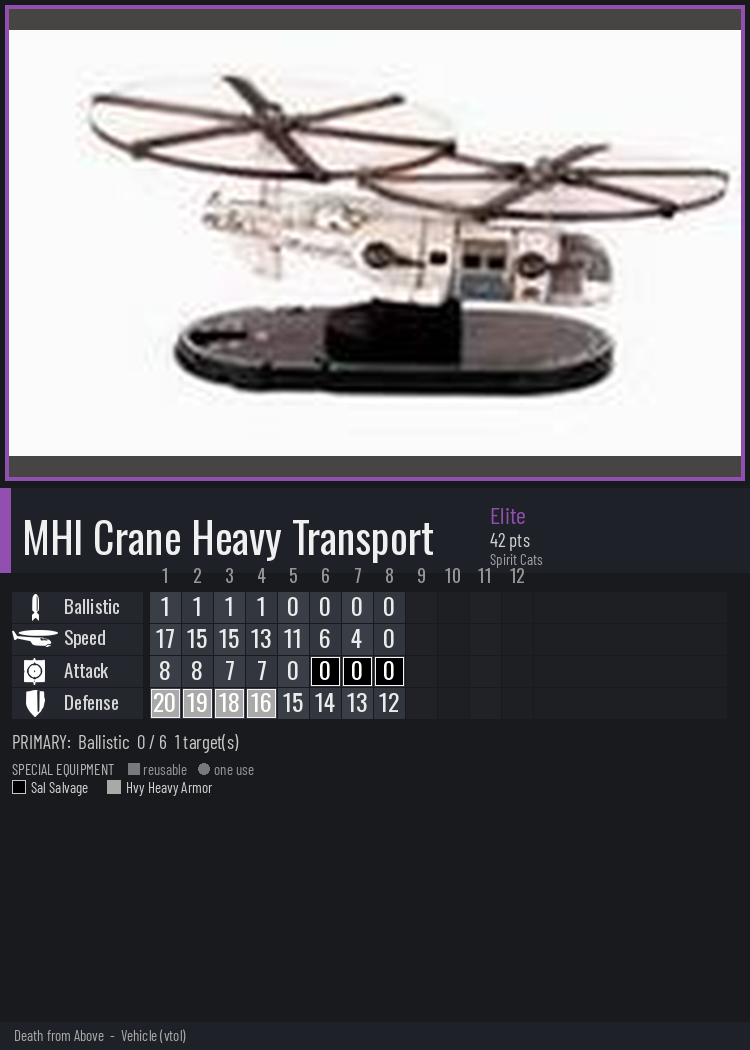 MHI Crane Heavy Transport
Elite
42 pts
Spirit Cats
1 2 3 4 5 6 7 8 9 10 11 12
Ballistic 1 1 1 1 0 0 0 0
Speed 17 15 15 13 11 6 4 0
Attack 8 8 7 7 0 0 0 0
Defense 20 19 18 16 15 14 13 12
PRIMARY: Ballistic 0 / 6 1 target(s)
SPECIAL EQUIPMENT reusable one use
Sal Salvage Hvy Heavy Armor
Death from Above - Vehicle (vtol)